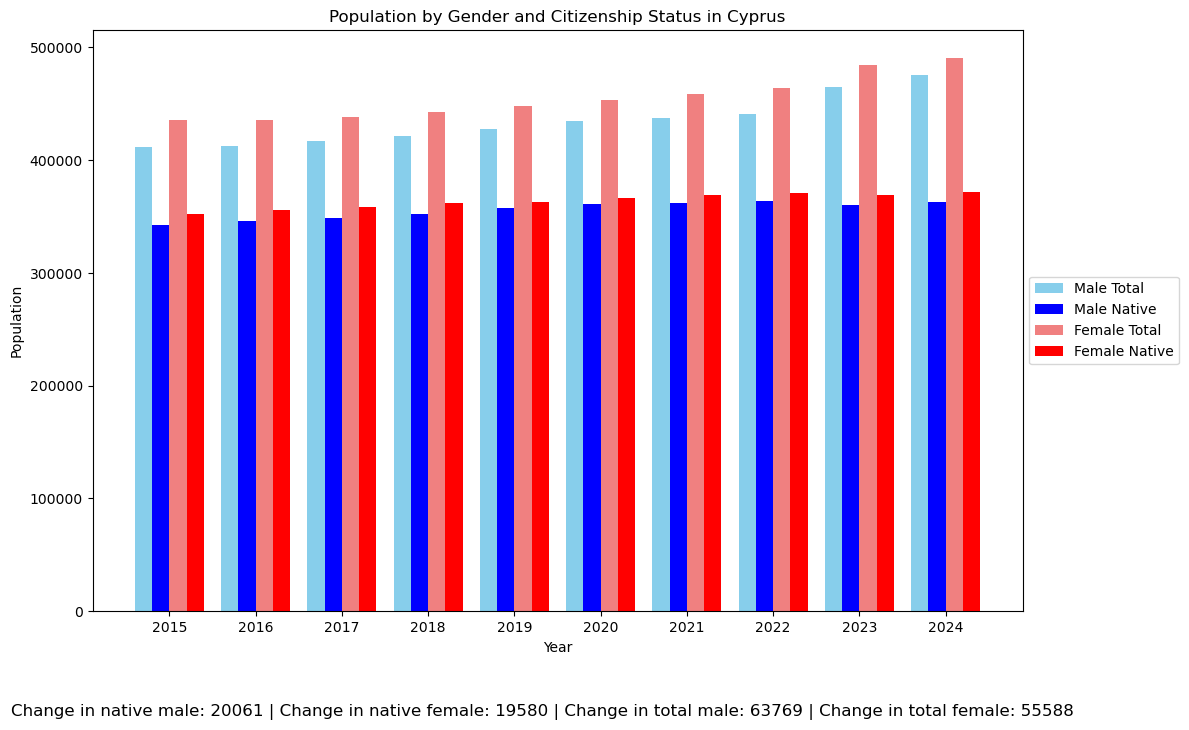 Population by Gender and Citizenship Status in Cyprus
500000
400000
300000
200000
100000
0
Population
2015 2016 2017 2018 2019 2020 2021 2022 2023 2024
Year
Male Total
Male Native
Female Total
Female Native
Change in native male: 20061 | Change in native female: 19580 | Change in total male: 63769 | Change in total female: 55588